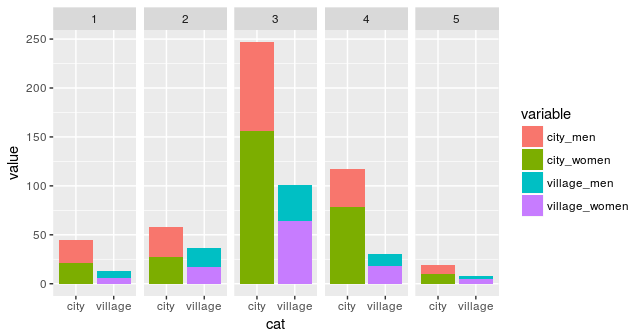 1 2 3 4 5
250
200
150
100
50
0
value
city village city village city village city village city village
cat
variable
city_men
city_women
village_men
village_women